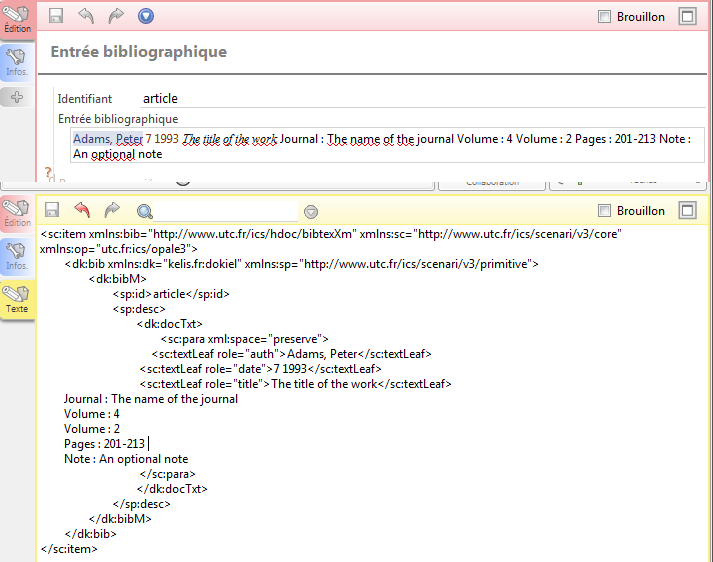 Édition
Brouillon
Infos.
Entrée bibliographique
Identifiant article
Entrée bibliographique
Adams, Peter 7 1993 The title of the work Journal : The name of the journal Volume : 4 Volume : 2 Pages : 201-213 Note :
An optional note
?
Collaboration
Édition
Brouillon
Infos.
Texte
<sc:item xmlns:bib="http://www.utc.fr/ics/hdoc/bibtexXm" xmlns:sc="http://www.utc.fr/ics/scenari/v3/core"
xmlns:op="utc.fr:ics/opale3">
<dk:bib xmlns:dk="kelis.fr:dokiel" xmlns:sp="http://www.utc.fr/ics/scenari/v3/primitive">
<dk:bibM>
<sp:id>article</sp:id>
<sp:desc>
<dk:docTxt>
<sc:para xml:space="preserve">
<sc:textLeaf role="auth">Adams, Peter</sc:textLeaf>
<sc:textLeaf role="date">7 1993</sc:textLeaf>
<sc:textLeaf role="title">The title of the work</sc:textLeaf>
Journal : The name of the journal
Volume : 4
Volume : 2
Pages : 201-213
Note : An optional note
</sc:para>
</dk:docTxt>
</sp:desc>
</dk:bibM>
</dk:bib>
</sc:item>